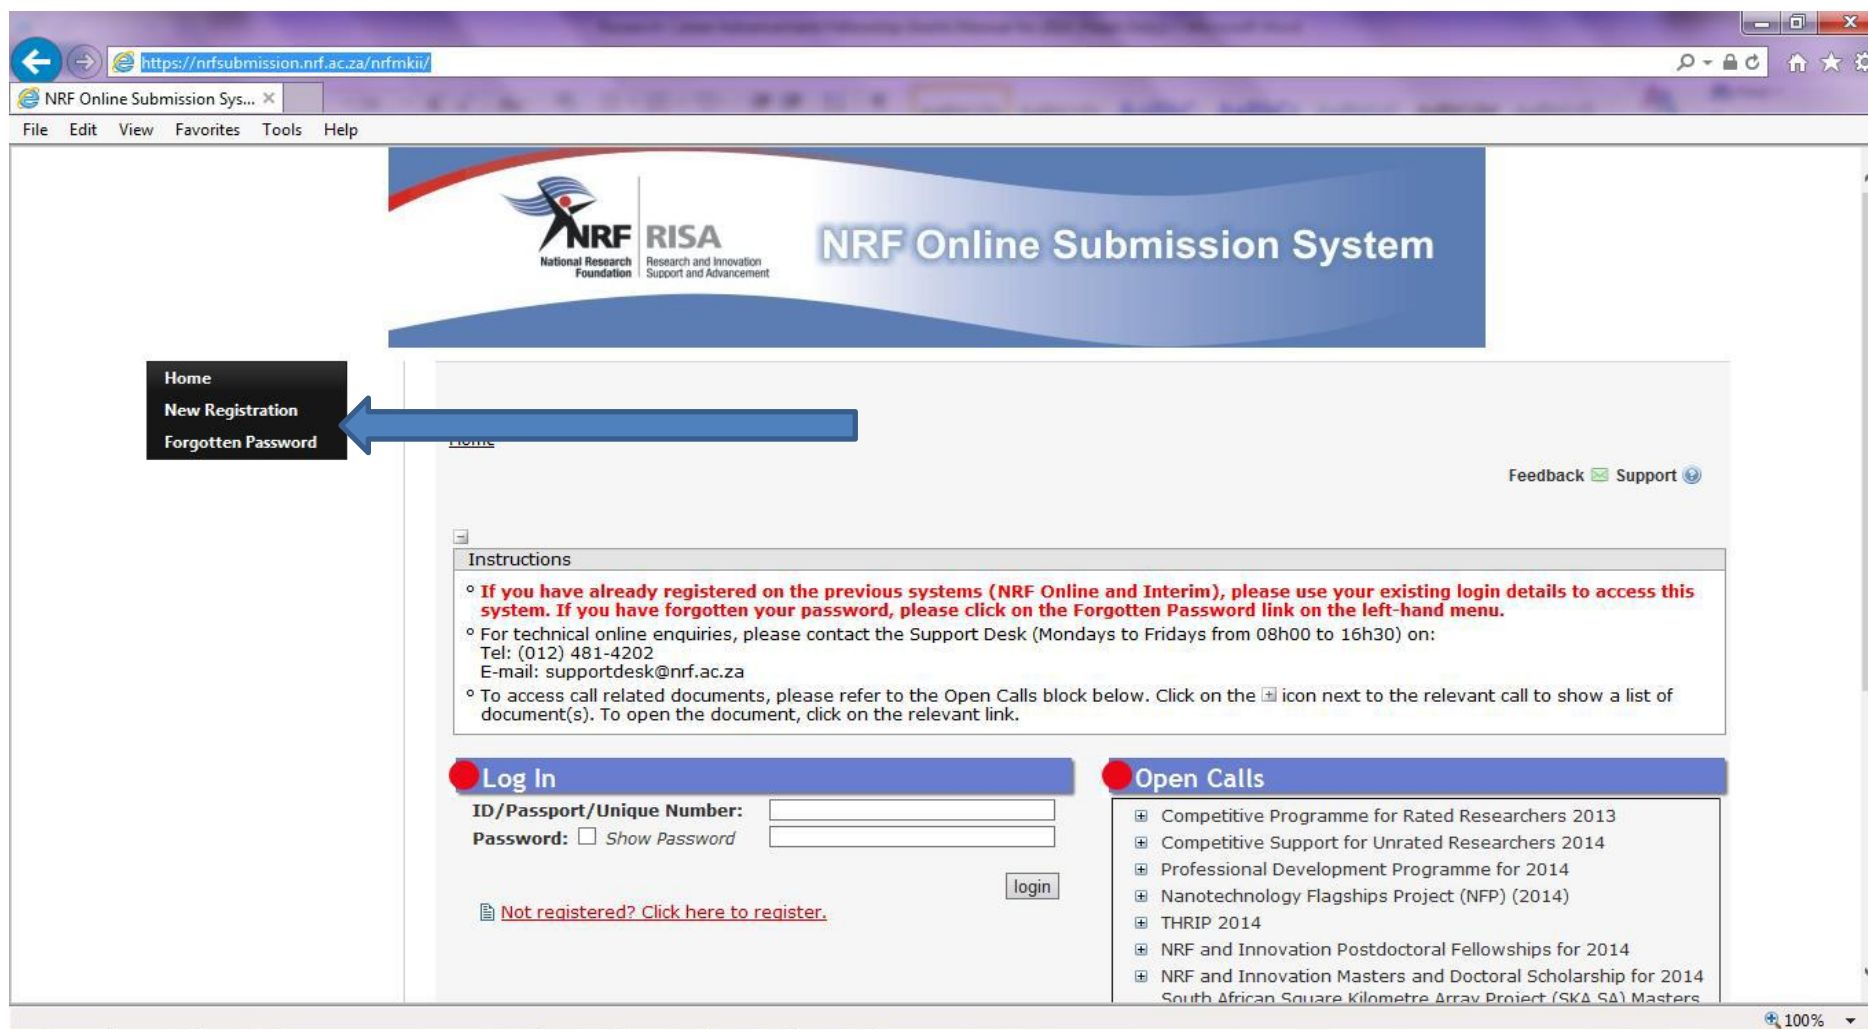 https://nrfsubmission.nrf.ac.za/nrfmkii/
NRF Online Submission Sys...
File Edit View Favorites Tools Help
NRF RISA
National Research Foundation
Research and Innovation
Support and Advancement
NRF Online Submission System
Home
New Registration
Forgotten Password
Home
Feedback Support
Instructions
If you have already registered on the previous systems (NRF Online and Interim), please use your existing login details to access this
system. If you have forgotten your password, please click on the Forgotten Password link on the left-hand menu.
For technical online enquiries, please contact the Support Desk (Mondays to Fridays from 08h00 to 16h30) on:
Tel: (012) 481-4202
E-mail: supportdesk@nrf.ac.za
To access call related documents, please refer to the Open Calls block below. Click on the icon next to the relevant call to show a list of
document(s). To open the document, click on the relevant link.
Log In
ID/Passport/Unique Number:
Password: Show Password
login
Not registered? Click here to register.
Open Calls
Competitive Programme for Rated Researchers 2013
Competitive Support for Unrated Researchers 2014
Professional Development Programme for 2014
Nanotechnology Flagships Project (NFP) (2014)
THRIP 2014
NRF and Innovation Postdoctoral Fellowships for 2014
NRF and Innovation Masters and Doctoral Scholarship for 2014
South African Square Kilometre Array Project (SKA SA) Masters
100%